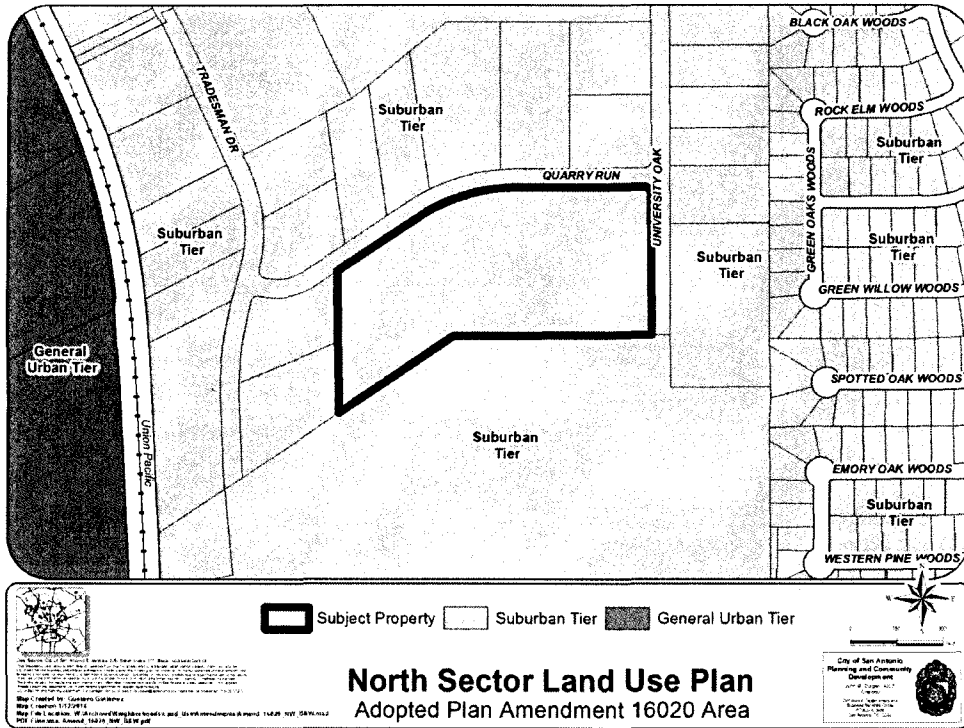 BLACK OAK WOODS
TRADESMAN DR
Suburban
Tier
ROCK ELM WOODS
Suburban
Tier
QUARRY RUN
UNIVERSITY OAK
GREEN OAKS WOODS
Suburban
Tier
Suburban
Tier
Suburban
Tier
GREEN WILLOW WOODS
General
Urban Tier
SPOTTED OAK WOODS
Union Pacific
Suburban
Tier
EMORY OAK WOODS
Suburban
Tier
WESTERN PINE WOODS
Subject Property
Suburban Tier
General Urban Tier
North Sector Land Use Plan
Adopted Plan Amendment 16020 Area
City of San Antonio
Planning and Community
Development